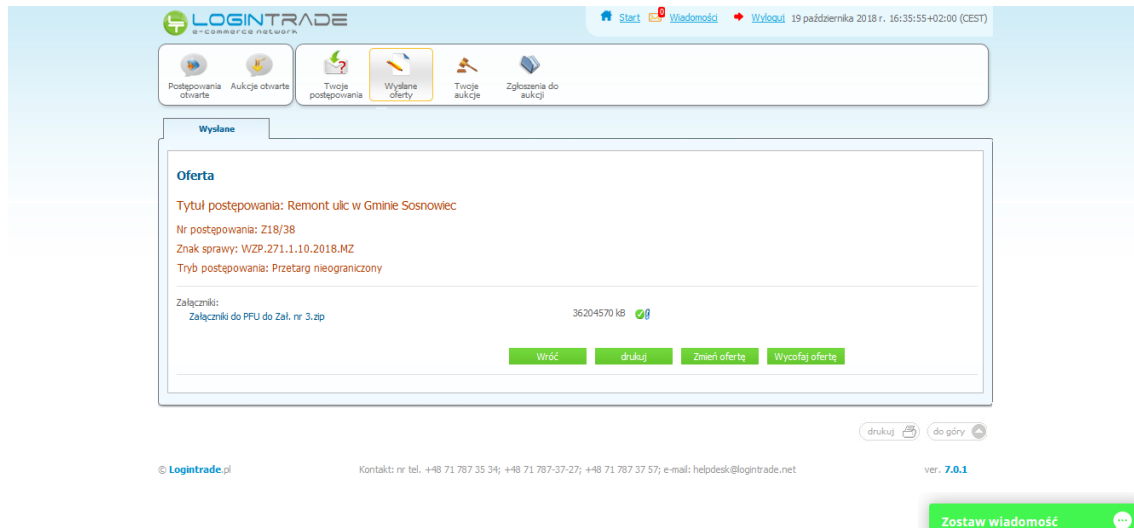 LOGINTRADE
e-commerce network
Start 0 Wiadomości Wyloguj 19 października 2018 r. 16:35:55+02:00 (CEST)
Postępowania otwarte
Aukcje otwarte
Twoje postępowania
Wysłane oferty
Twoje aukcje
Zgłoszenia do aukcji
Wysłane
Oferta
Tytuł postępowania: Remont ulic w Gminie Sosnowiec
Nr postępowania: Z18/38
Znak sprawy: WZP.271.1.10.2018.MZ
Tryb postępowania: Przetarg nieograniczony
Załączniki:
Załączniki do PFU do Zał. nr 3.zip 36204570 kB
Wróć drukuj Zmień ofertę Wycofaj ofertę
drukuj do góry
© Logintrade.pl Kontakt: nr tel. +48 71 787 35 34; +48 71 787-37-27; +48 71 787 37 57; e-mail: helpdesk@logintrade.net ver. 7.0.1
Zostaw wiadomość